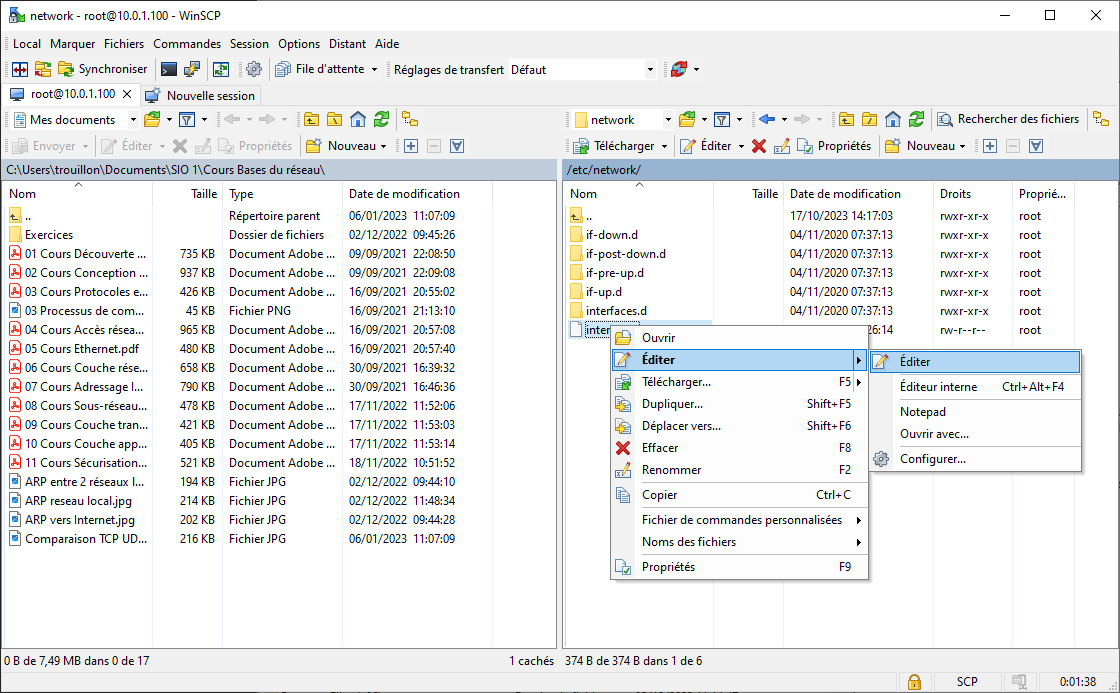 network - root@10.0.1.100 - WinSCP
Local Marquer Fichiers Commandes Session Options Distant Aide
Synchroniser File d'attente Réglages de transfert Défaut
root@10.0.1.100 Nouvelle session
Mes documents network Rechercher des fichiers
Envoyer Éditer Propriétés Nouveau Télécharger Éditer Propriétés Nouveau
C:\Users\trouillon\Documents\SIO 1\Cours Bases du réseau\ /etc/network/
Nom Taille Type Date de modification Nom Taille Date de modification Droits Proprié...
.. Répertoire parent 06/01/2023 11:07:09 .. 17/10/2023 14:17:03 rwxr-xr-x root
Exercices Dossier de fichiers 02/12/2022 09:45:26 if-down.d 04/11/2020 07:37:13 rwxr-xr-x root
01 Cours Découverte ... 735 KB Document Adobe ... 09/09/2021 22:08:50 if-post-down.d 04/11/2020 07:37:13 rwxr-xr-x root
02 Cours Conception ... 937 KB Document Adobe ... 09/09/2021 22:09:08 if-pre-up.d 04/11/2020 07:37:13 rwxr-xr-x root
03 Cours Protocoles e... 426 KB Document Adobe ... 16/09/2021 20:55:02 if-up.d 04/11/2020 07:37:13 rwxr-xr-x root
03 Processus de com... 45 KB Fichier PNG 16/09/2021 21:13:10 interfaces.d 04/11/2020 07:37:13 rwxr-xr-x root
04 Cours Accès résea... 965 KB Document Adobe ... 16/09/2021 20:57:08 inter 26:14 rw-r--r-- root
05 Cours Ethernet.pdf 480 KB Document Adobe ... 16/09/2021 20:57:40 Ouvrir
06 Cours Couche rése... 658 KB Document Adobe ... 30/09/2021 16:39:32 Éditer Éditer
07 Cours Adressage I... 790 KB Document Adobe ... 30/09/2021 16:46:36 Télécharger... F5 Éditeur interne Ctrl+Alt+F4
08 Cours Sous-réseau... 478 KB Document Adobe ... 17/11/2022 11:52:06 Dupliquer... Shift+F5 Notepad
09 Cours Couche tran... 421 KB Document Adobe ... 17/11/2022 11:53:03 Déplacer vers... Shift+F6 Ouvrir avec...
10 Cours Couche app... 405 KB Document Adobe ... 17/11/2022 11:53:14 Effacer F8
11 Cours Sécurisation... 521 KB Document Adobe ... 18/11/2022 10:51:52 Renommer F2 Configurer...
ARP entre 2 réseaux I... 194 KB Fichier JPG 02/12/2022 09:44:10
ARP reseau local.jpg 214 KB Fichier JPG 02/12/2022 11:48:34 Copier Ctrl+C
ARP vers Internet.jpg 202 KB Fichier JPG 02/12/2022 09:44:28 Fichier de commandes personnalisées
Comparaison TCP UD... 216 KB Fichier JPG 06/01/2023 11:07:09 Noms des fichiers
Propriétés F9
0 B de 7,49 MB dans 0 de 17 1 cachés 374 B de 374 B dans 1 de 6
SCP 0:01:38